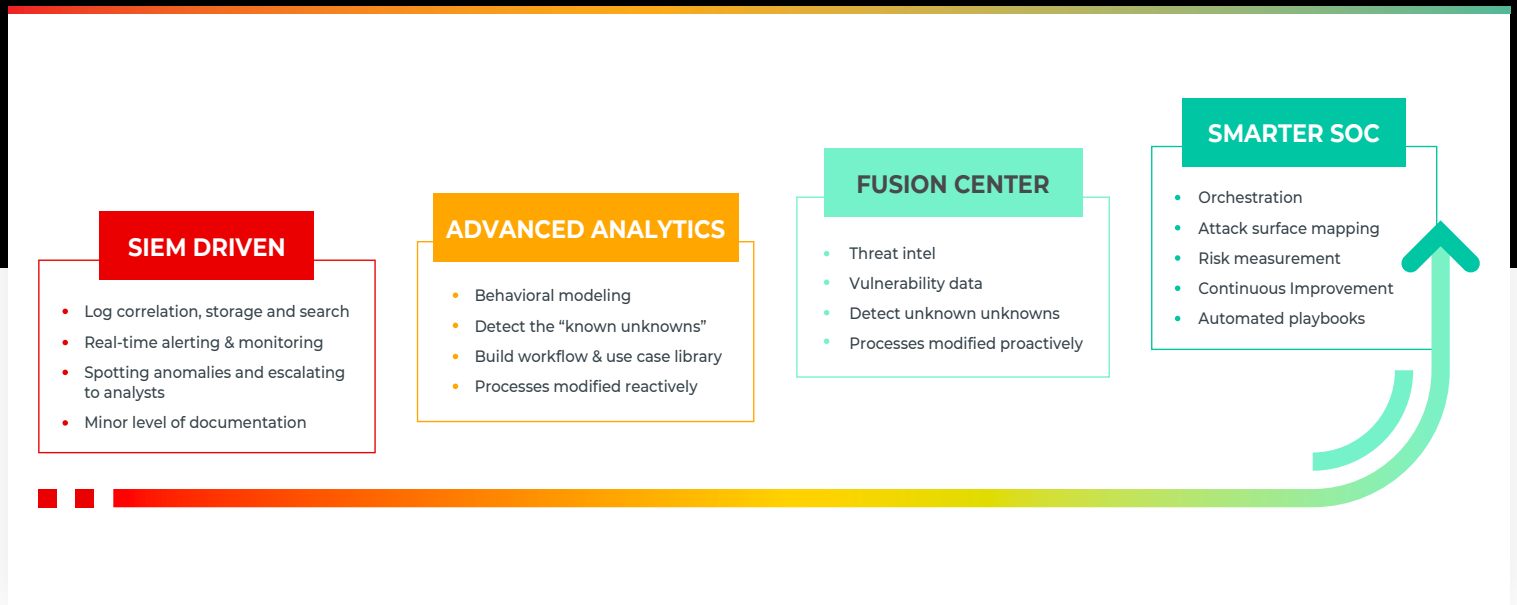 SIEM DRIVEN
Log correlation, storage and search
Real-time alerting & monitoring
Spotting anomalies and escalating
to analysts
Minor level of documentation
ADVANCED ANALYTICS
Behavioral modeling
Detect the “known unknowns”
Build workflow & use case library
Processes modified reactively
FUSION CENTER
Threat intel
Vulnerability data
Detect unknown unknowns
Processes modified proactively
SMARTER SOC
Orchestration
Attack surface mapping
Risk measurement
Continuous Improvement
Automated playbooks